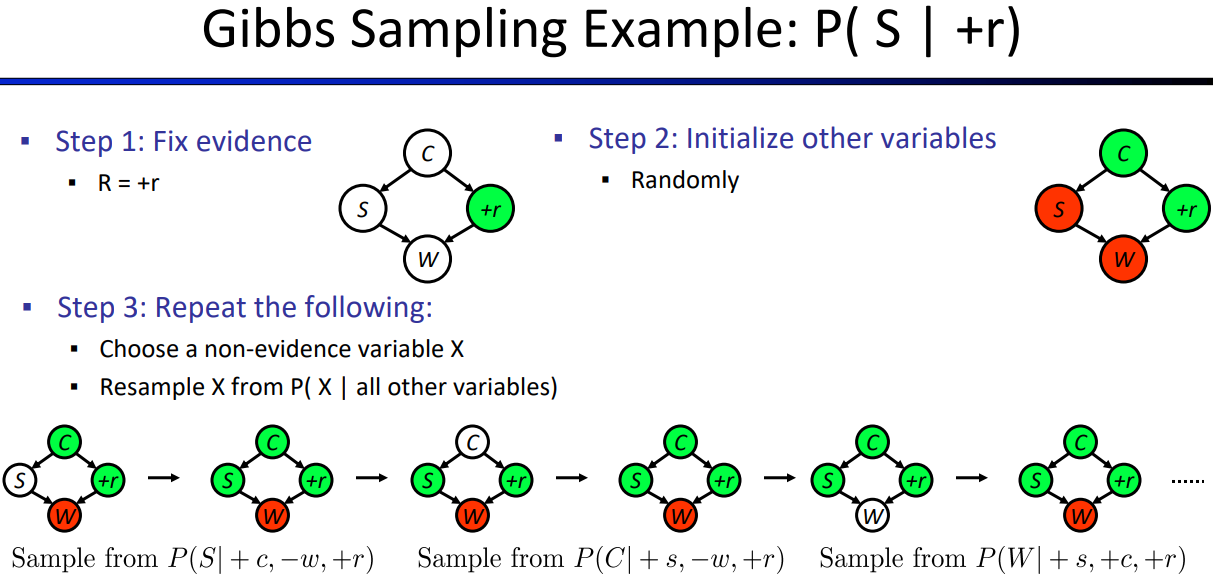 Gibbs Sampling Example: P( S | +r)
▪ Step 1: Fix evidence
▪ R = +r
C
S
+r
W
▪ Step 2: Initialize other variables
▪ Randomly
C
S
+r
W
▪ Step 3: Repeat the following:
▪ Choose a non-evidence variable X
▪ Resample X from P( X | all other variables)
C
S
+r
W
C
S
+r
W
C
S
+r
W
C
S
+r
W
C
S
+r
W
C
S
+r
W
......
Sample from P(S| + c, −w, +r)
Sample from P(C| + s, −w, +r)
Sample from P(W| + s, +c, +r)